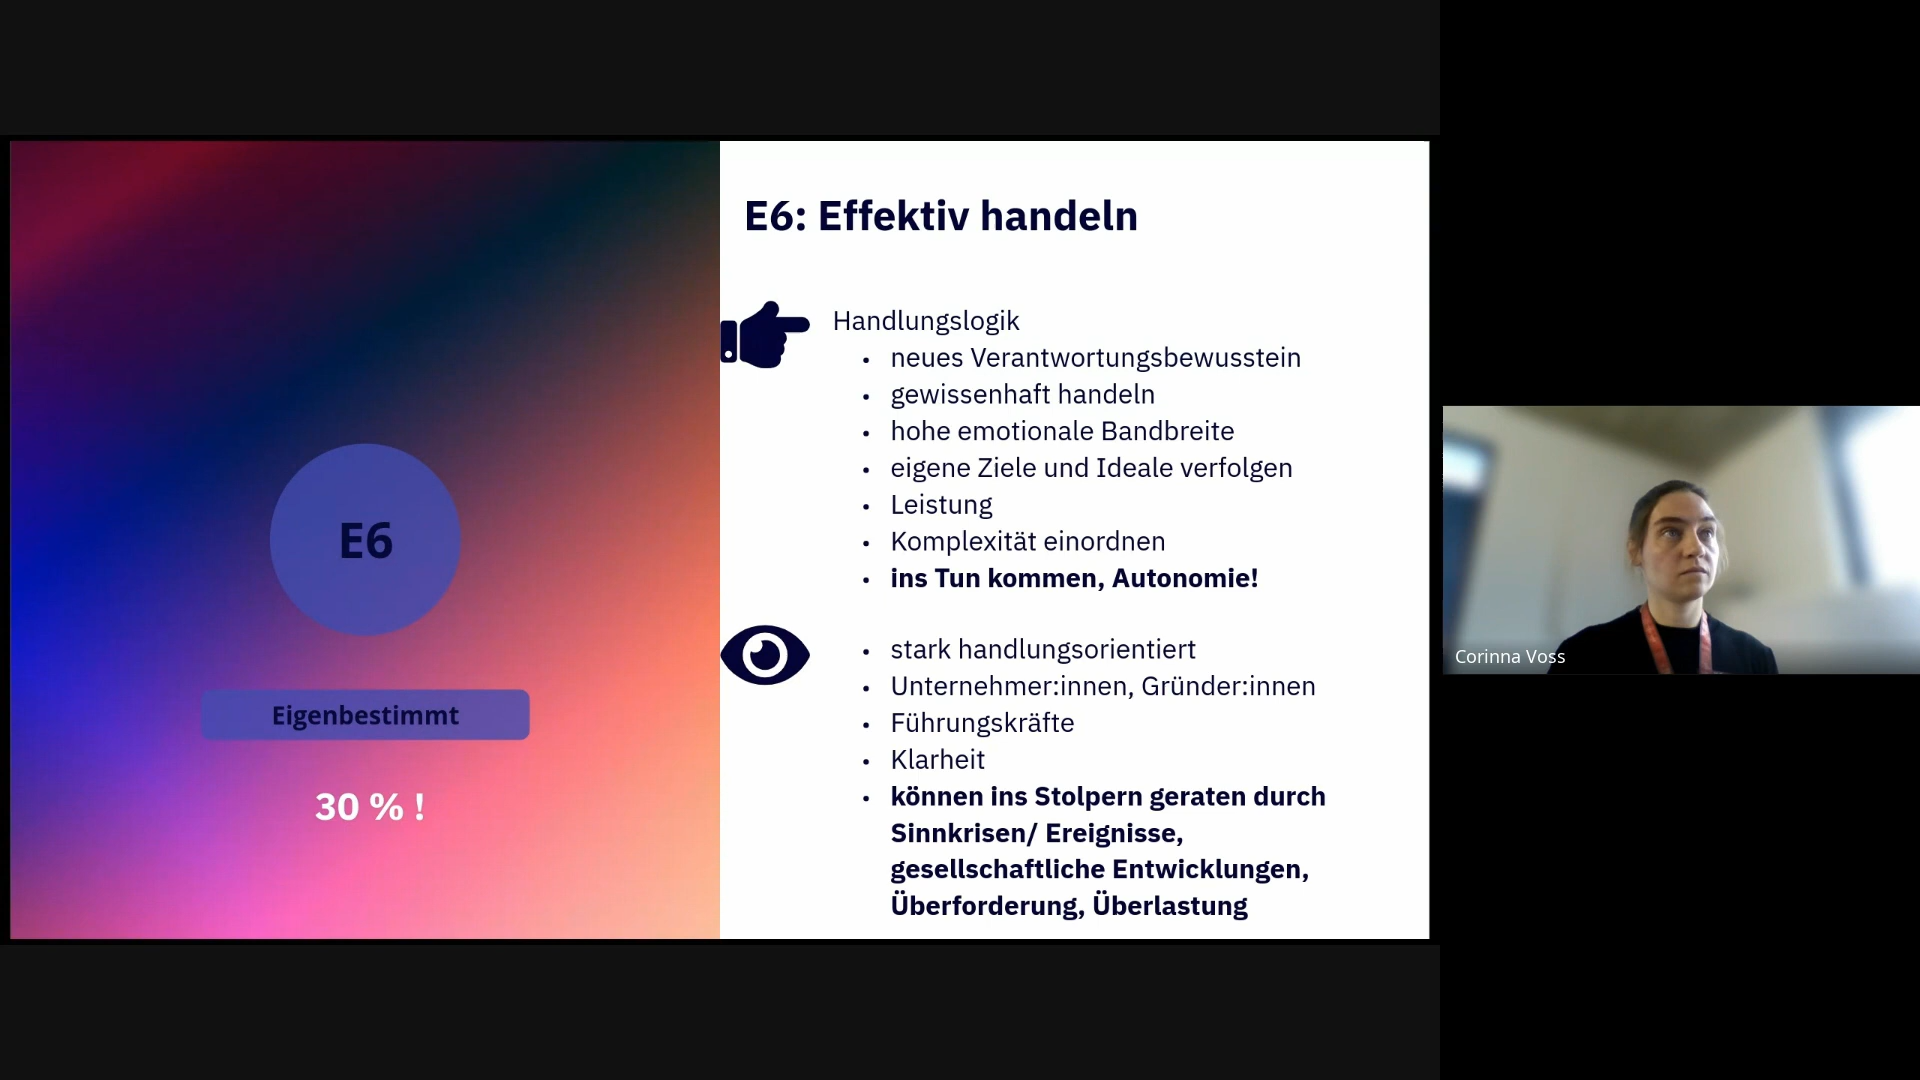 E6
Eigenbestimmt
30 % !
E6: Effektiv handeln
Handlungslogik
• neues Verantwortungsbewusstein
• gewissenhaft handeln
• hohe emotionale Bandbreite
• eigene Ziele und Ideale verfolgen
• Leistung
• Komplexität einordnen
• ins Tun kommen, Autonomie!
• stark handlungsorientiert
• Unternehmer:innen, Gründer:innen
• Führungskräfte
• Klarheit
• können ins Stolpern geraten durch
Sinnkrisen/ Ereignisse,
gesellschaftliche Entwicklungen,
Überforderung, Überlastung
Corinna Voss